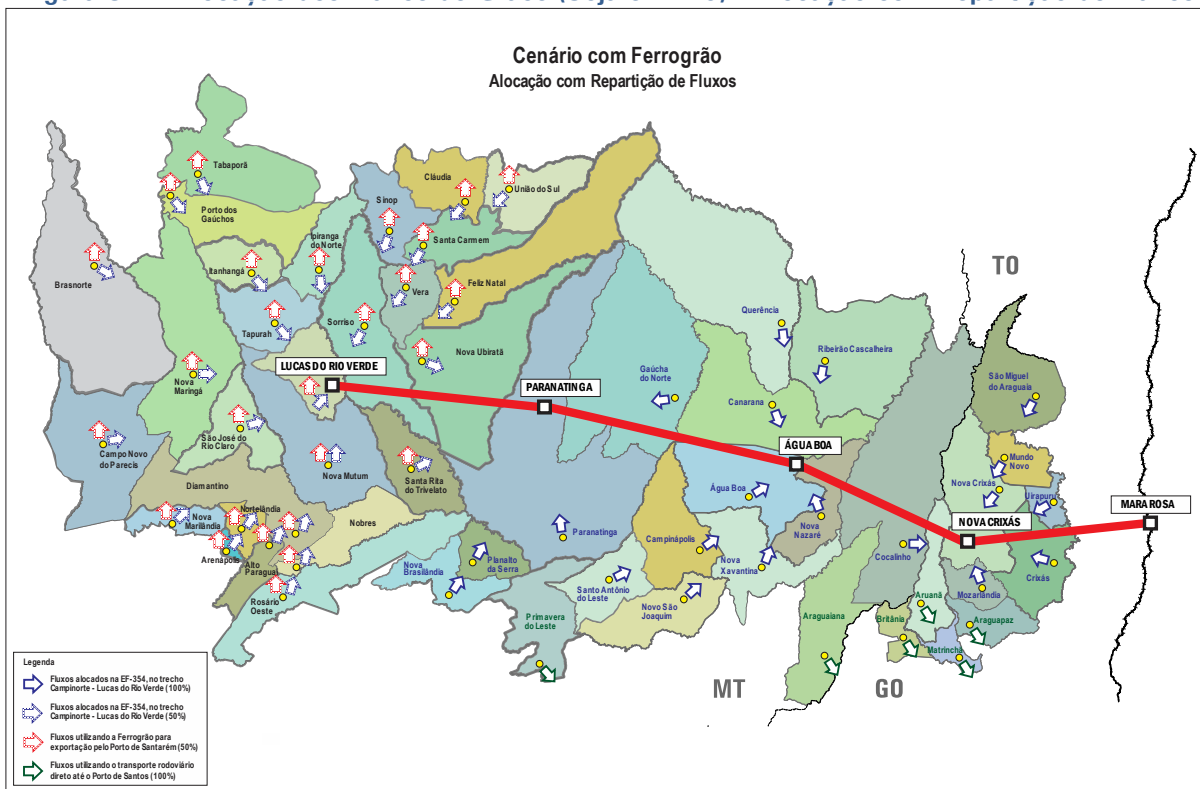 Cenário com Ferrogrão
Alocação com Repartição de Fluxos
Tabaporã
Cláudia
União do Sul
Sinop
Porto dos
Gaúchos
Ipiranga
do Norte
Santa Carmem
Itanhangá
Brasnorte
Vera
Feliz Natal
TO
Tapurah
Sorriso
Querência
Nova Ubiratã
Ribeirão Cascalheira
LUCAS DO RIO VERDE
PARANATINGA
Gaúcha
do Norte
São Miguel
do Araguaia
Nova
Maringá
Canarana
São José do
Rio Claro
ÁGUA BOA
Campo Novo
do Parecis
Mundo
Novo
Nova Mutum
Santa Rita
do Trivelato
Diamantino
Água Boa
Nova Crixás
Uirapuru
MARA ROSA
Nova
Marilândia
Nortelândia
Nobres
Nova
Nazaré
NOVA CRIXÁS
Arenápolis
Alto
Paraguai
Paranatinga
Campinápolis
Cocalinho
Nova
Xavantina
Crixás
Nova
Brasilândia
Planalto
da Serra
Santo Antônio
do Leste
Rosário
Oeste
Mozarlândia
Aruanã
Novo São
Joaquim
Primavera
do Leste
Araguaiana
Britânia
Araguapaz
Matrinchã
MT
GO
Legenda
Fluxos alocados na EF-354, no trecho
Campinorte - Lucas do Rio Verde (100%)
Fluxos alocados na EF-354, no trecho
Campinorte - Lucas do Rio Verde (50%)
Fluxos utilizando a Ferrogrão para
exportação pelo Porto de Santarém (50%)
Fluxos utilizando o transporte rodoviário
direto até o Porto de Santos (100%)